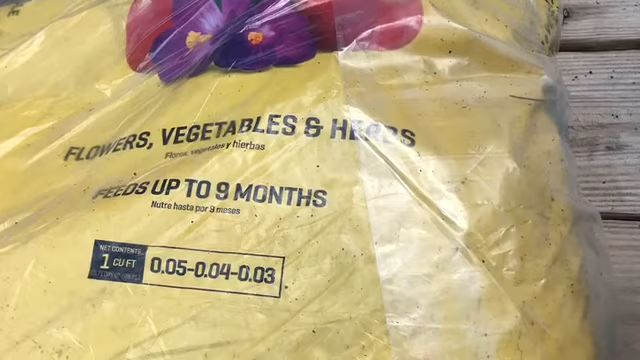 FLOWERS, VEGETABLES & HERBS
Flores, vegetales y hierbas
FEEDS UP TO 9 MONTHS
Nutre hasta por 9 meses
NET CONTENTS
1 CU FT
0.05-0.04-0.03